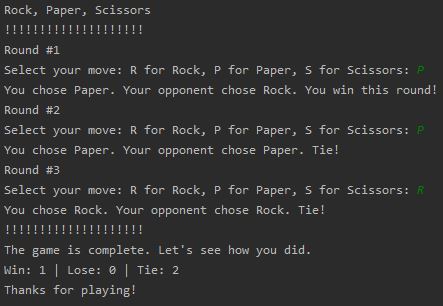 Rock, Paper, Scissors
!!!!!!!!!!!!!!!!!!!!
Round #1
Select your move: R for Rock, P for Paper, S for Scissors: P
You chose Paper. Your opponent chose Rock. You win this round!
Round #2
Select your move: R for Rock, P for Paper, S for Scissors: P
You chose Paper. Your opponent chose Paper. Tie!
Round #3
Select your move: R for Rock, P for Paper, S for Scissors: R
You chose Rock. Your opponent chose Rock. Tie!
!!!!!!!!!!!!!!!!!!!!
The game is complete. Let's see how you did.
Win: 1 | Lose: 0 | Tie: 2
Thanks for playing!